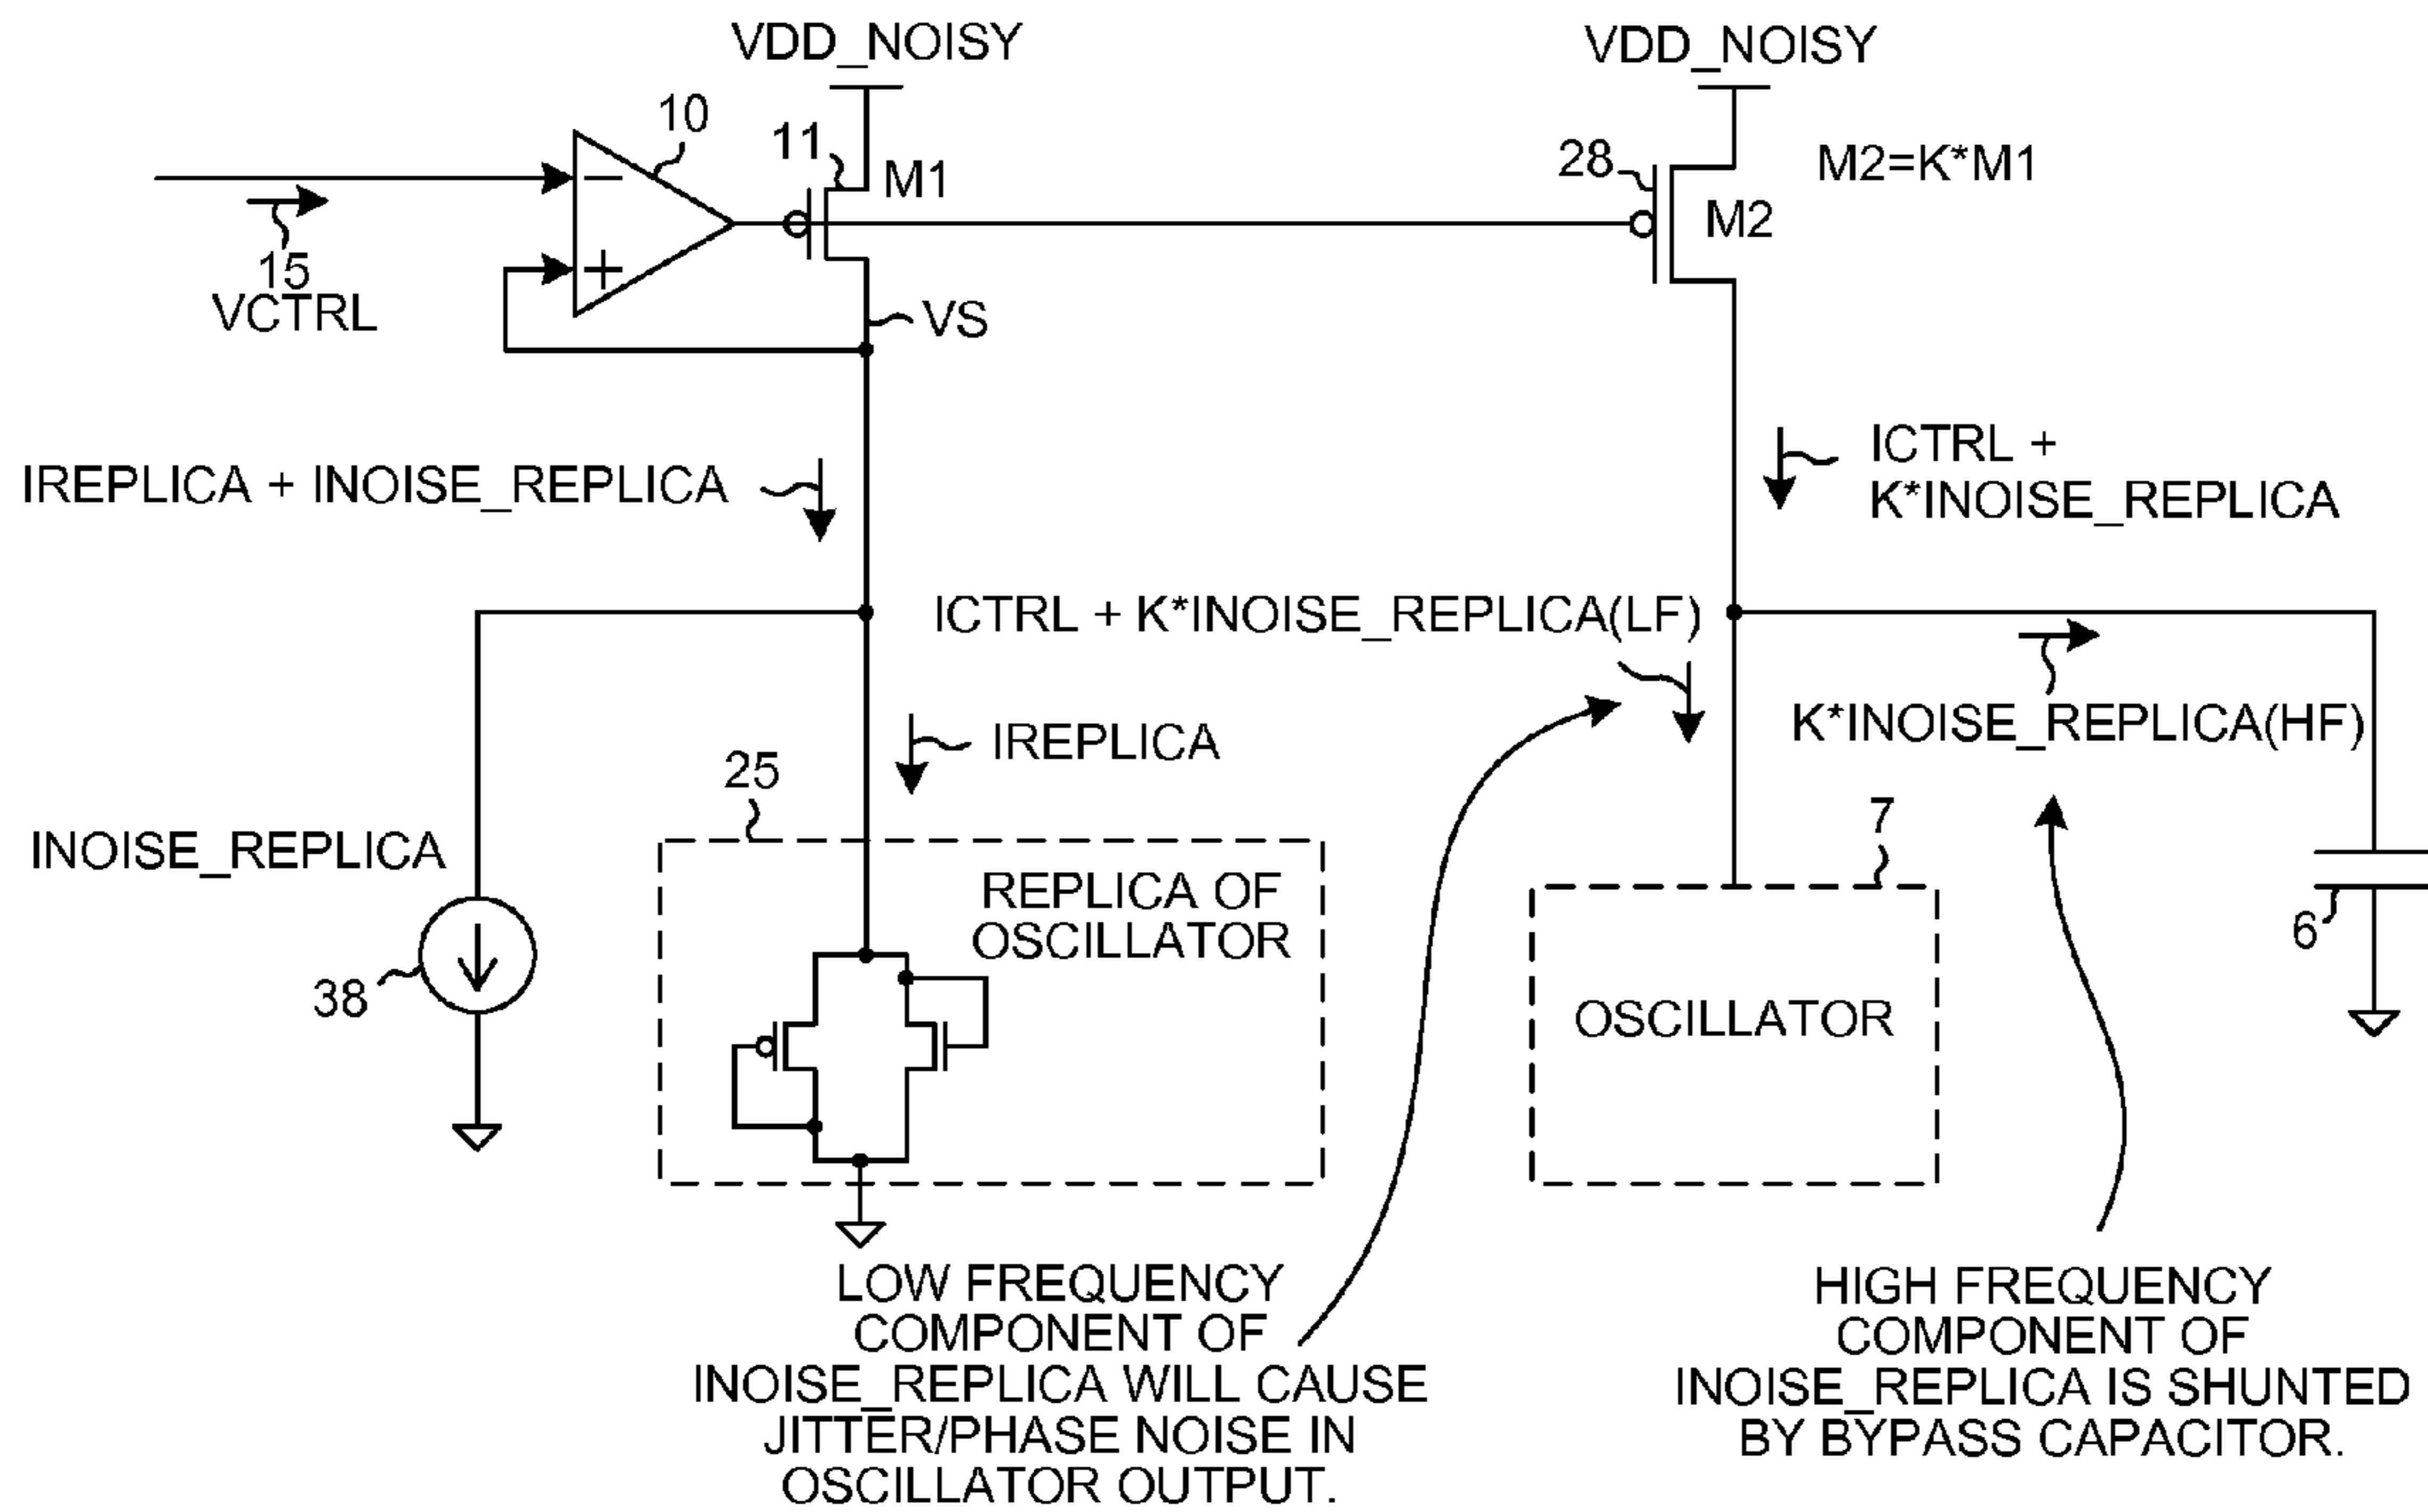 VDD_NOISY
VDD_NOISY
10
11
M1
28
M2=K*M1
M2
−
+
15
VCTRL
VS
ICTRL +
K*INOISE_REPLICA
IREPLICA + INOISE_REPLICA
ICTRL + K*INOISE_REPLICA(LF)
K*INOISE_REPLICA(HF)
IREPLICA
25
7
INOISE_REPLICA
REPLICA OF
OSCILLATOR
6
38
OSCILLATOR
LOW FREQUENCY
COMPONENT OF
INOISE_REPLICA WILL CAUSE
JITTER/PHASE NOISE IN
OSCILLATOR OUTPUT.
HIGH FREQUENCY
COMPONENT OF
INOISE_REPLICA IS SHUNTED
BY BYPASS CAPACITOR.